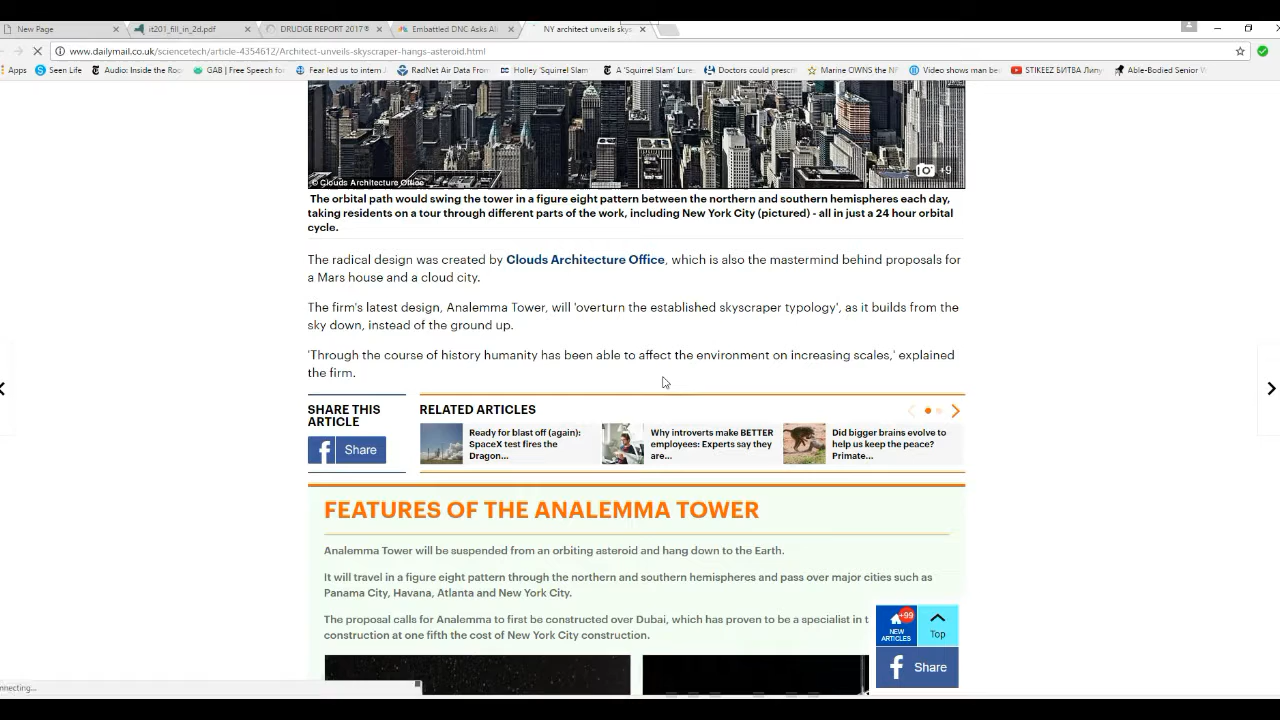 New Page
it201_fill_in_2d.pdf
DRUDGE REPORT 2017®
Embattled DNC Asks All
NY architect unveils sky
www.dailymail.co.uk/sciencetech/article-4354612/Architect-unveils-skyscraper-hangs-asteroid.html
Apps
Seen Life
Audio: Inside the Ro
GAB | Free Speech fo
Fear led us to intern J
RadNet Air Data From
Holley 'Squirrel Slam
A 'Squirrel Slam' Lure
Doctors could prescr
Marine OWNS the NF
Video shows man be
STIKEEZ БИТВА Липу
Able-Bodied Senior
© Clouds Architecture Office
+9
The orbital path would swing the tower in a figure eight pattern between the northern and southern hemispheres each day,
taking residents on a tour through different parts of the work, including New York City (pictured) - all in just a 24 hour orbital
cycle.
The radical design was created by Clouds Architecture Office, which is also the mastermind behind proposals for
a Mars house and a cloud city.
The firm's latest design, Analemma Tower, will 'overturn the established skyscraper typology', as it builds from the
sky down, instead of the ground up.
'Through the course of history humanity has been able to affect the environment on increasing scales,' explained
the firm.
SHARE THIS
ARTICLE
Share
RELATED ARTICLES
Ready for blast off (again):
SpaceX test fires the
Dragon...
Why introverts make BETTER
employees: Experts say they
are...
Did bigger brains evolve to
help us keep the peace?
Primate...
FEATURES OF THE ANALEMMA TOWER
Analemma Tower will be suspended from an orbiting asteroid and hang down to the Earth.
It will travel in a figure eight pattern through the northern and southern hemispheres and pass over major cities such as
Panama City, Havana, Atlanta and New York City.
The proposal calls for Analemma to first be constructed over Dubai, which has proven to be a specialist in t
construction at one fifth the cost of New York City construction.
+99
NEW
ARTICLES
Top
Share
nnecting...